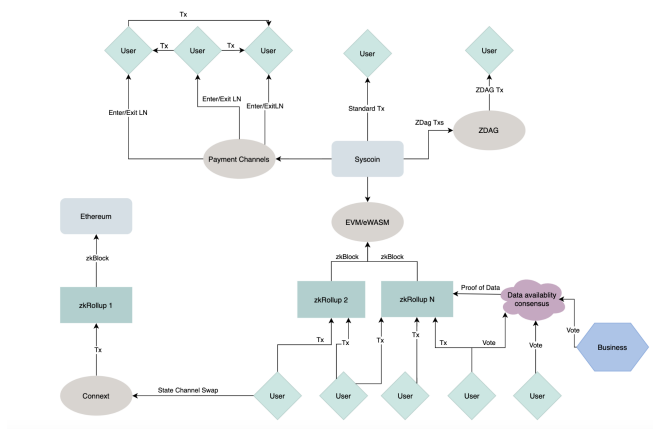 Tx
User
Tx
User
Tx
User
User
User
Enter/Exit LN
Enter/Exit LN
Enter/ExitLN
Standard Tx
ZDAG Tx
ZDag Txs
ZDAG
Payment Channels
Syscoin
Ethereum
EVM/eWASM
zkBlock
zkBlock
zkBlock
zkRollup 1
zkRollup 2
zkRollup N
Proof of Data
Data availablity
consensus
Vote
Business
Tx
Tx
Tx
Tx
Tx
Tx
Vote
Vote
Connext
State Channel Swap
User
User
User
User
User